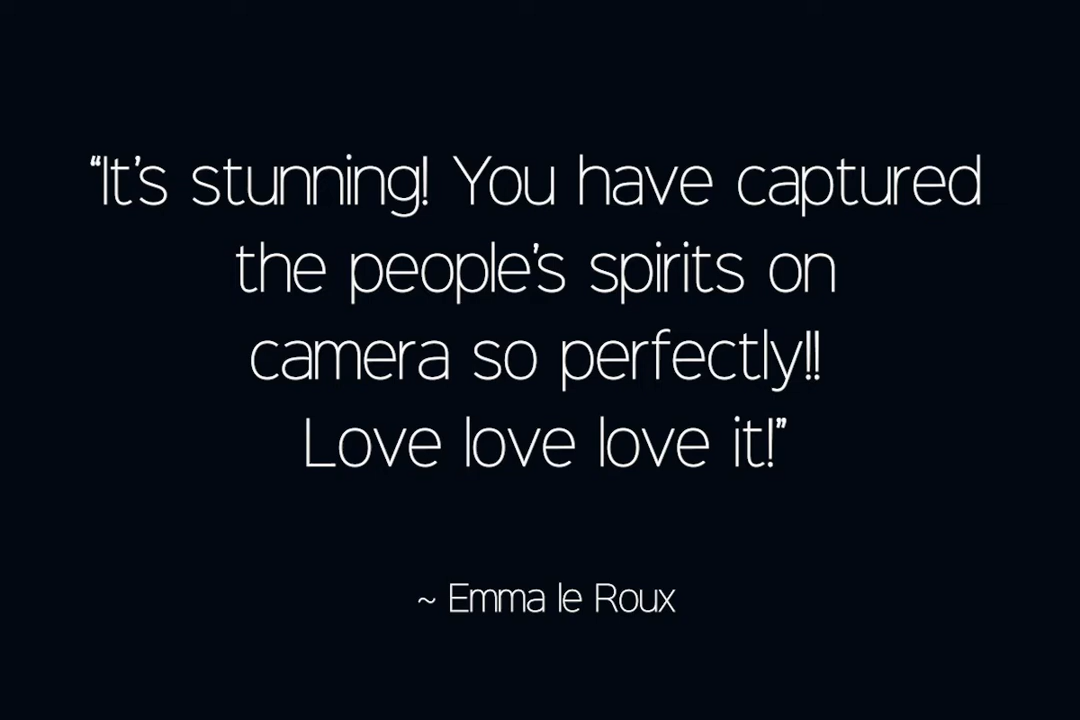 “It’s stunning! You have captured
the people’s spirits on
camera so perfectly!!
Love love love it!”
~ Emma le Roux